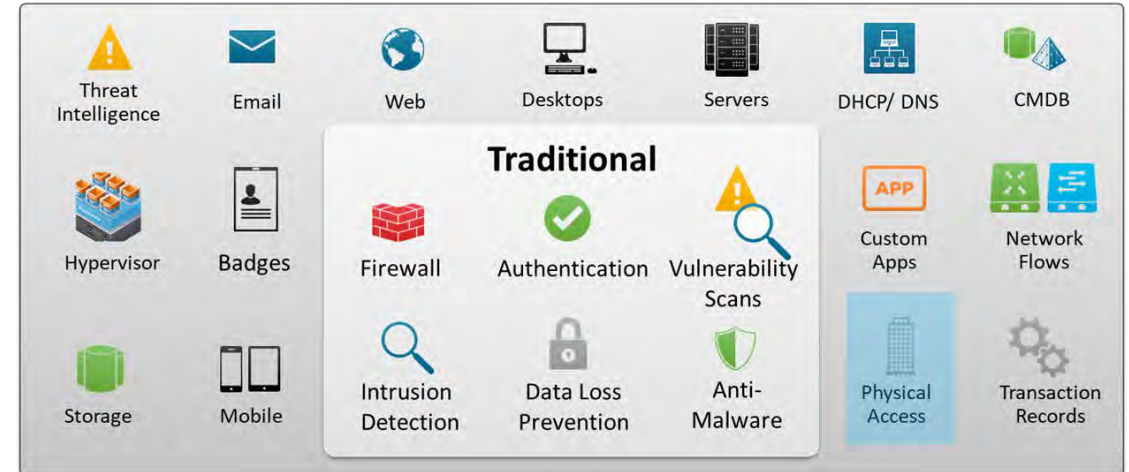 Threat
Intelligence
Email
Web
Desktops
Servers
DHCP/ DNS
CMDB
Traditional
Hypervisor
Badges
Firewall
Authentication
Vulnerability
Scans
APP
Custom
Apps
Network
Flows
Storage
Mobile
Intrusion
Detection
Data Loss
Prevention
Anti-
Malware
Physical
Access
Transaction
Records